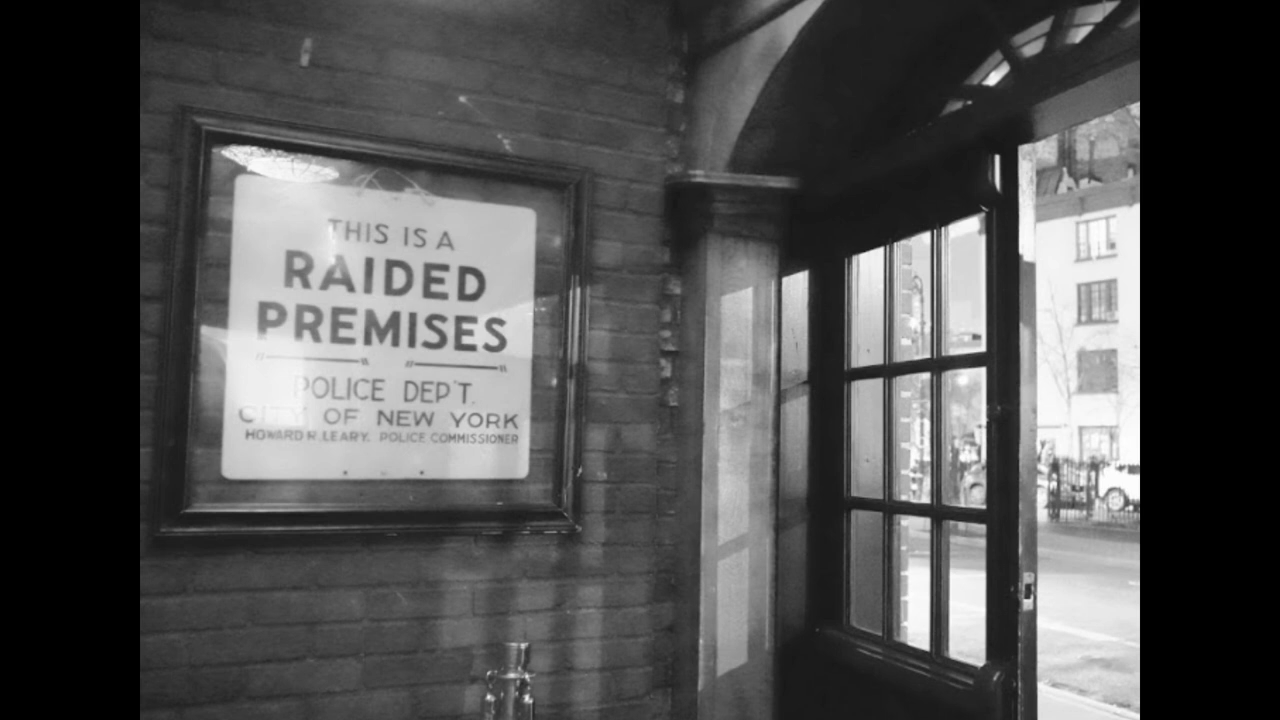 THIS IS A
RAIDED
PREMISES
POLICE DEP'T.
CITY OF NEW YORK
HOWARD R. LEARY. POLICE COMMISSIONER